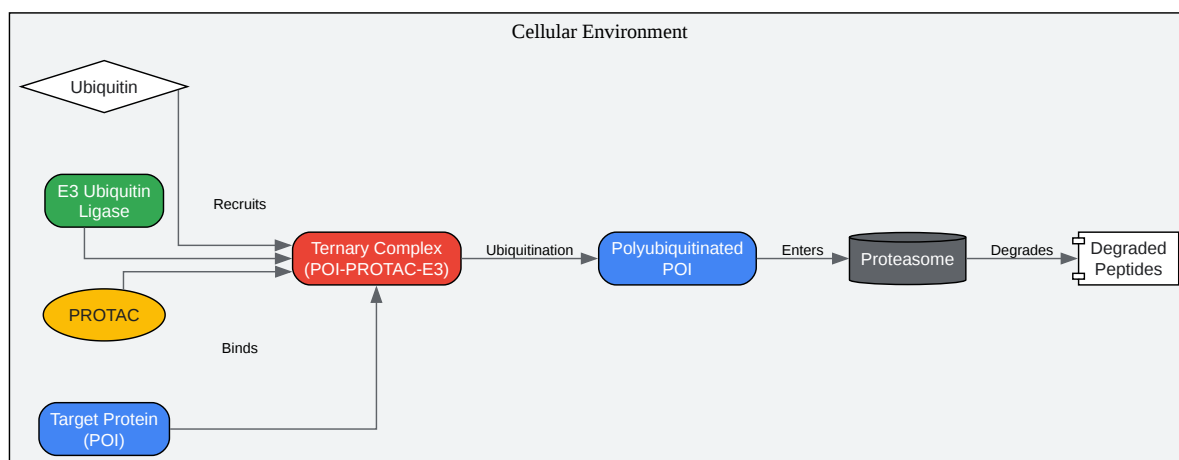 Cellular Environment
Ubiquitin
E3 Ubiquitin
Ligase
Recruits
PROTAC
Binds
Target Protein
(POI)
Ternary Complex
(POI-PROTAC-E3)
Ubiquitination
Polyubiquitinated
POI
Enters
Proteasome
Degrades
Degraded
Peptides